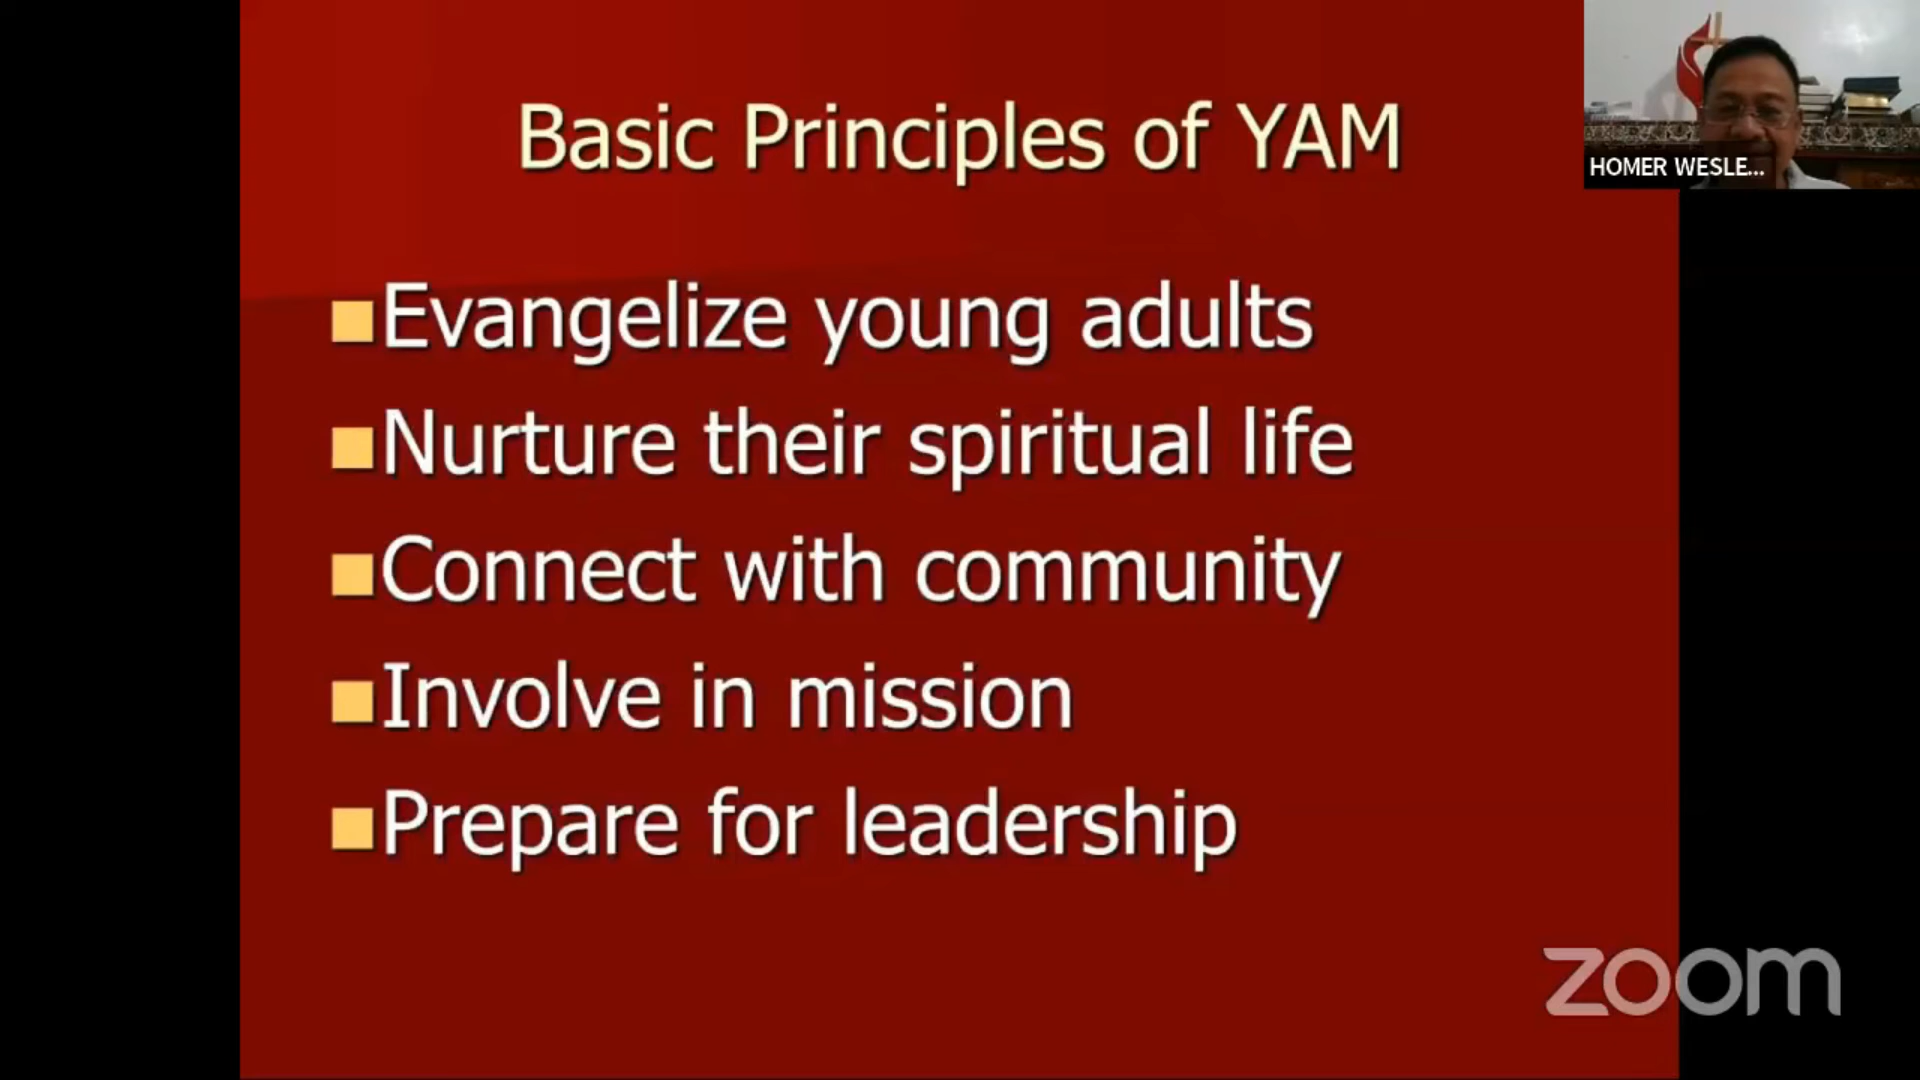 Basic Principles of YAM
HOMER WESLE...
Evangelize young adults
Nurture their spiritual life
Connect with community
Involve in mission
Prepare for leadership
zoom